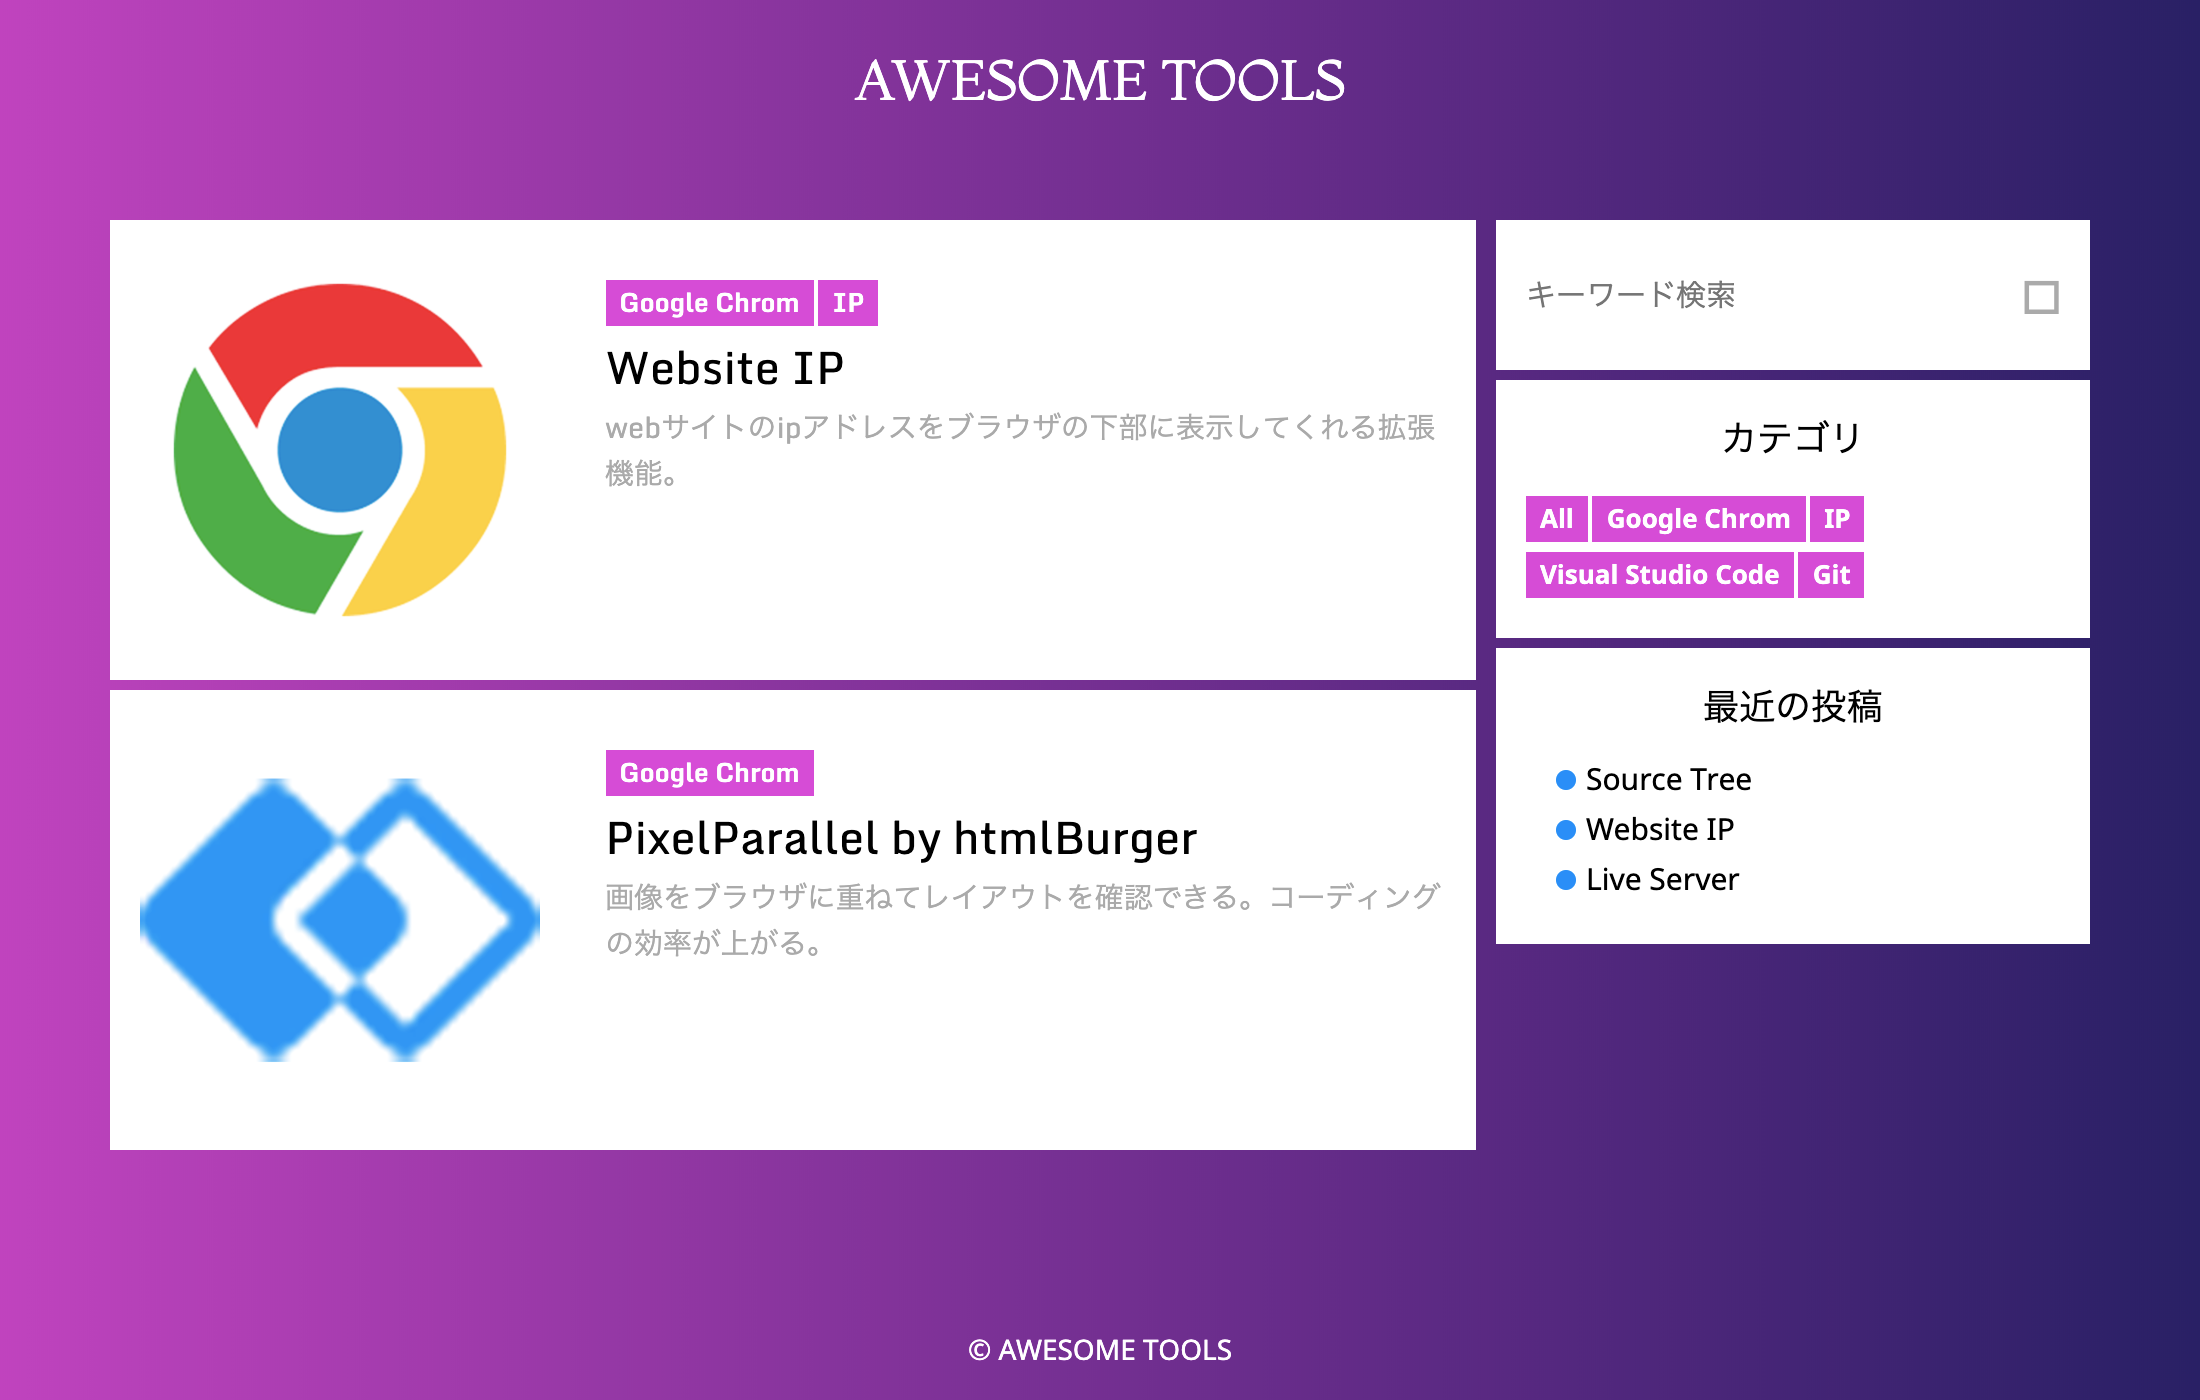 AWESOME TOOLS
Google Chrom IP
Website IP
webサイトのipアドレスをブラウザの下部に表示してくれる拡張
機能。
Google Chrom
PixelParallel by htmlBurger
画像をブラウザに重ねてレイアウトを確認できる。コーディング
の効率が上がる。
キーワード検索
カテゴリ
All Google Chrom IP
Visual Studio Code Git
最近の投稿
Source Tree
Website IP
Live Server
© AWESOME TOOLS